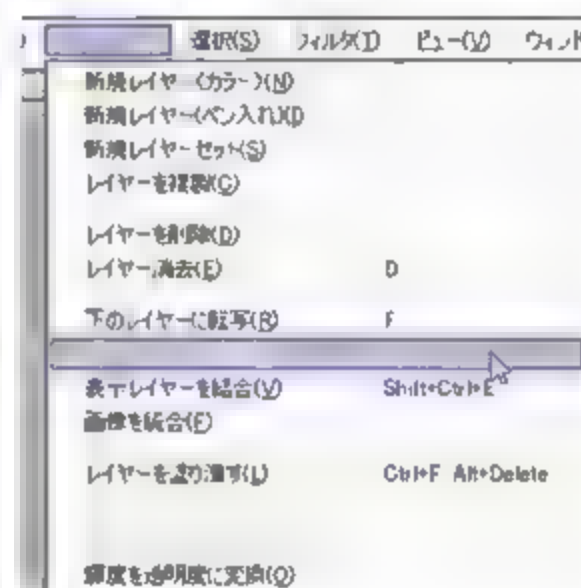 選択(S) フィルタ(T) ビュー(V) ウィンド
新規レイヤー(カラー)(N)
新規レイヤー(ペン入れ)(I)
新規レイヤーセット(S)
レイヤーを複製(C)
レイヤーを削除(D)
レイヤー消去(E) D
下のレイヤーに転写(R) F
表示レイヤーを結合(V) Shift+Ctrl+E
画像を統合(F)
レイヤーを塗り潰す(L) Ctrl+F Alt+Delete
輝度を透明度に変換(O)